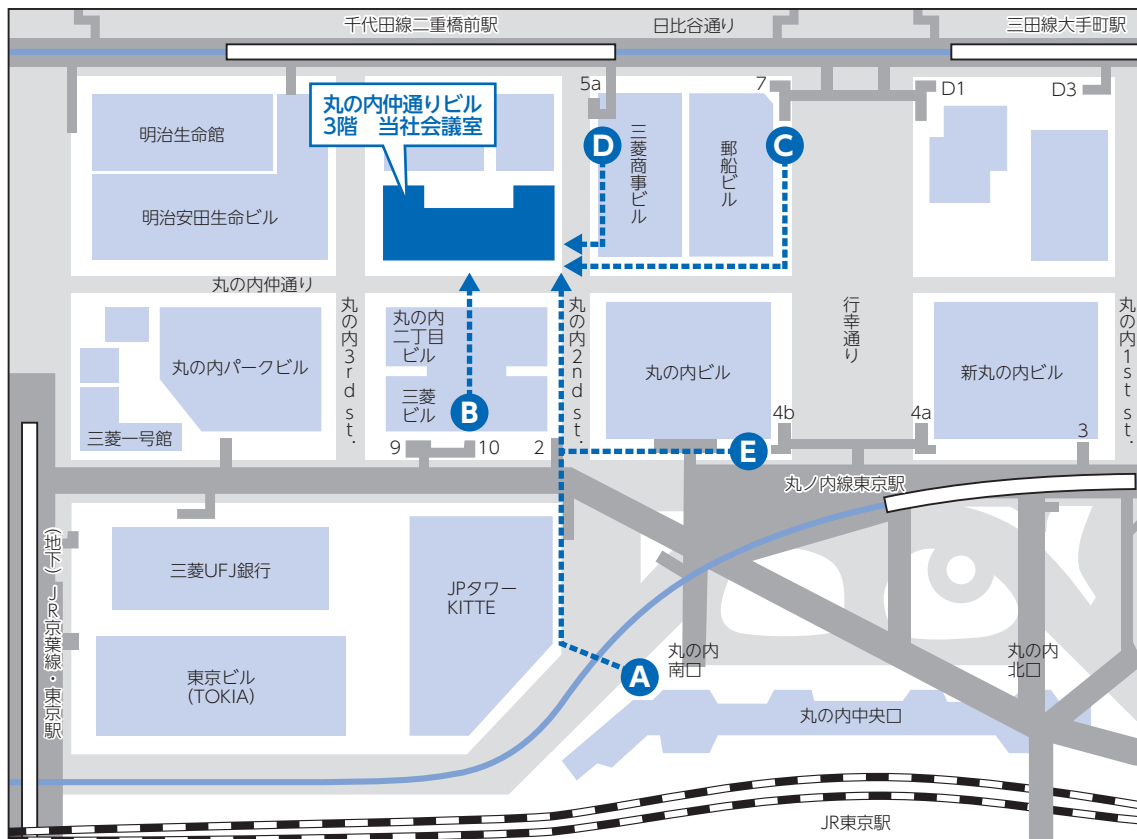 千代田線二重橋前駅
日比谷通り
三田線大手町駅
5a
7
D1
D3
丸の内仲通りビル
3階　当社会議室
明治生命館
D
三菱商事ビル
郵船ビル
C
明治安田生命ビル
丸の内仲通り
丸の内3rd st.
丸の内
二丁目
ビル
丸の内2nd st.
行幸通り
丸の内1st st.
丸の内パークビル
丸の内ビル
新丸の内ビル
三菱
ビル
B
三菱一号館
9
10
2
4b
4a
3
E
丸ノ内線東京駅
(地下) JR京葉線・東京駅
三菱UFJ銀行
JPタワー
KITTE
東京ビル
(TOKIA)
A
丸の内
南口
丸の内
北口
丸の内中央口
JR東京駅